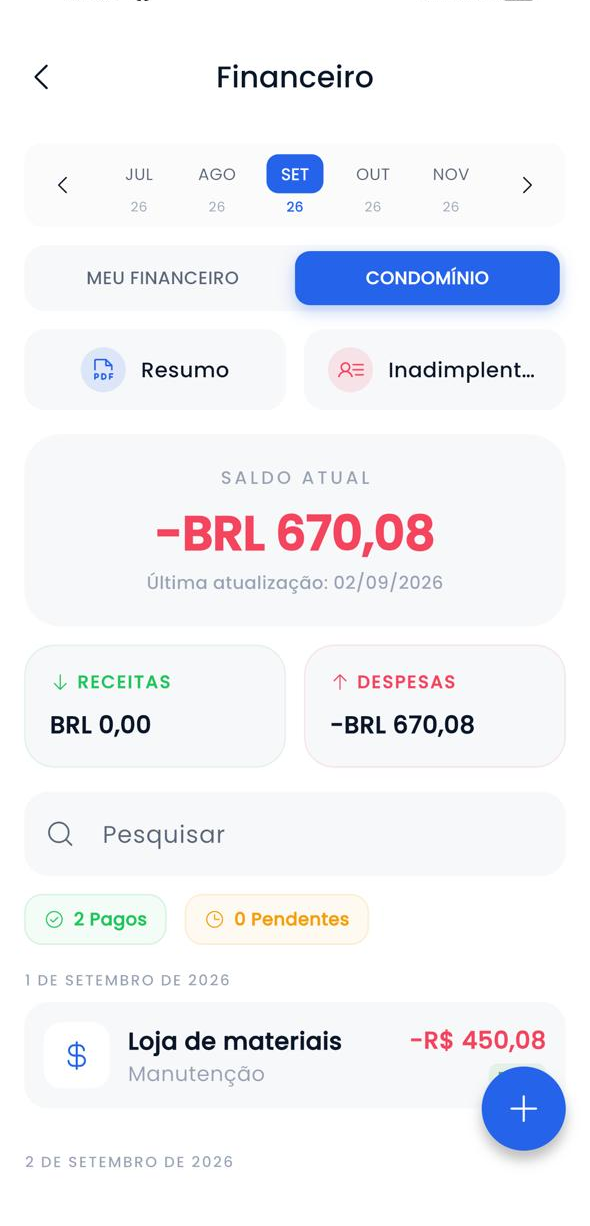 Financeiro
JUL AGO SET OUT NOV
26 26 26 26 26
MEU FINANCEIRO CONDOMÍNIO
PDF Resumo Inadimplent...
SALDO ATUAL
-BRL 670,08
Última atualização: 02/09/2026
RECEITAS DESPESAS
BRL 0,00 -BRL 670,08
Pesquisar
2 Pagos 0 Pendentes
1 DE SETEMBRO DE 2026
Loja de materiais -R$ 450,08
Manutenção
2 DE SETEMBRO DE 2026